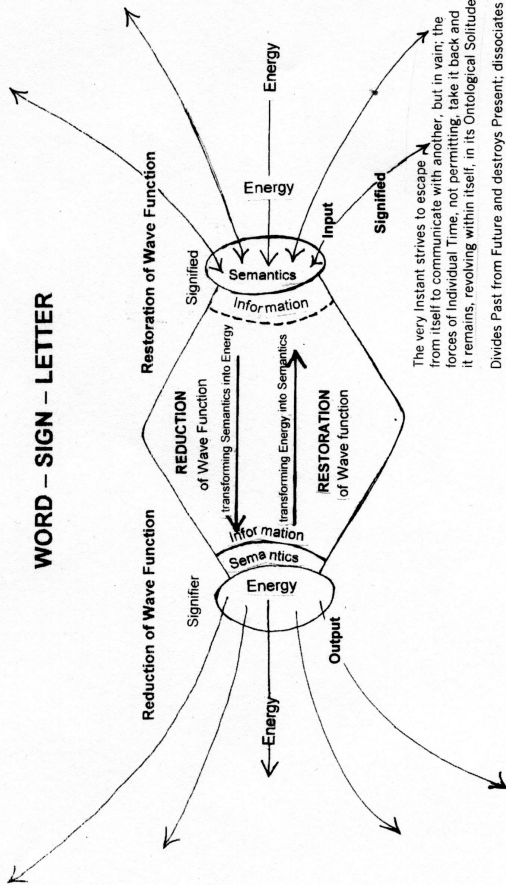 WORD – SIGN – LETTER
Reduction of Wave Function
Restoration of Wave Function
Signifier
Signified
REDUCTION
of Wave Function
transforming Semantics into Energy
transforming Energy into Semantics
RESTORATION
of Wave function
Energy
Energy
Semantics
Information
Information
Semantics
Energy
Energy
Output
Input
Signified
The very Instant strives to escape
from itself to communicate with another, but in vain; the
forces of Individual Time, not permitting, take it back and
it remains, revolving within itself, in its Ontological Solitude
Divides Past from Future and destroys Present; dissociates